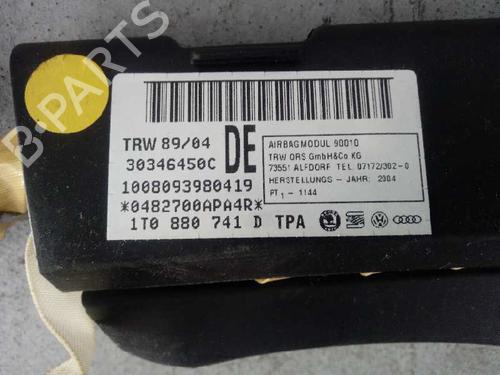 B-PARTS
TRW 89/04
30346450C
DE
1008093980419
*0482700APA4R*
1T0 880 741 D TPA
AIRBAGMODUL 90010
TRW ORS GmbH&Co KG
73551 ALFDORF TEL. 07172/302-0
HERSTELLUNGS - JAHR: 2004
PT1 - 1144